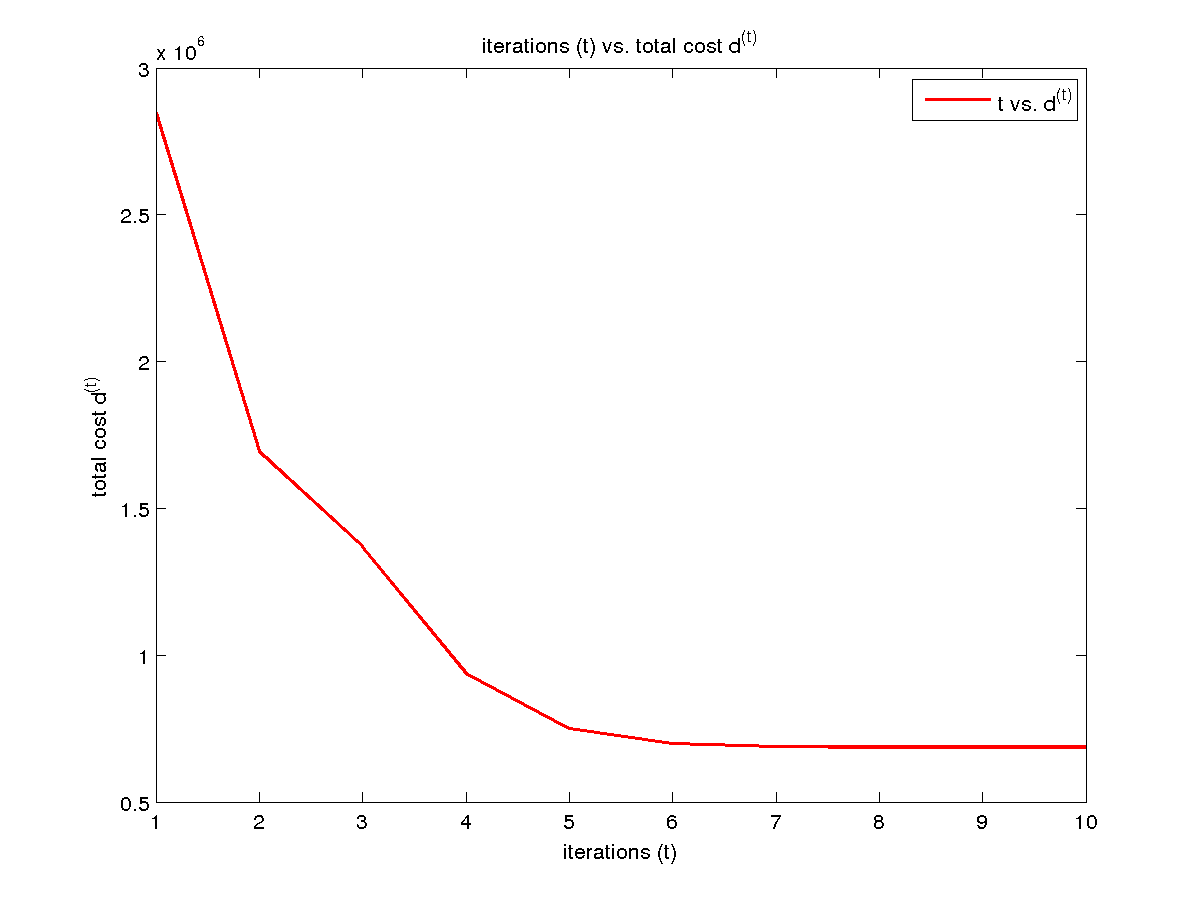 iterations (t) vs. total cost d^(t)
x 10^6
t vs. d^(t)
3
2.5
2
1.5
1
0.5
total cost d^(t)
1 2 3 4 5 6 7 8 9 10
iterations (t)